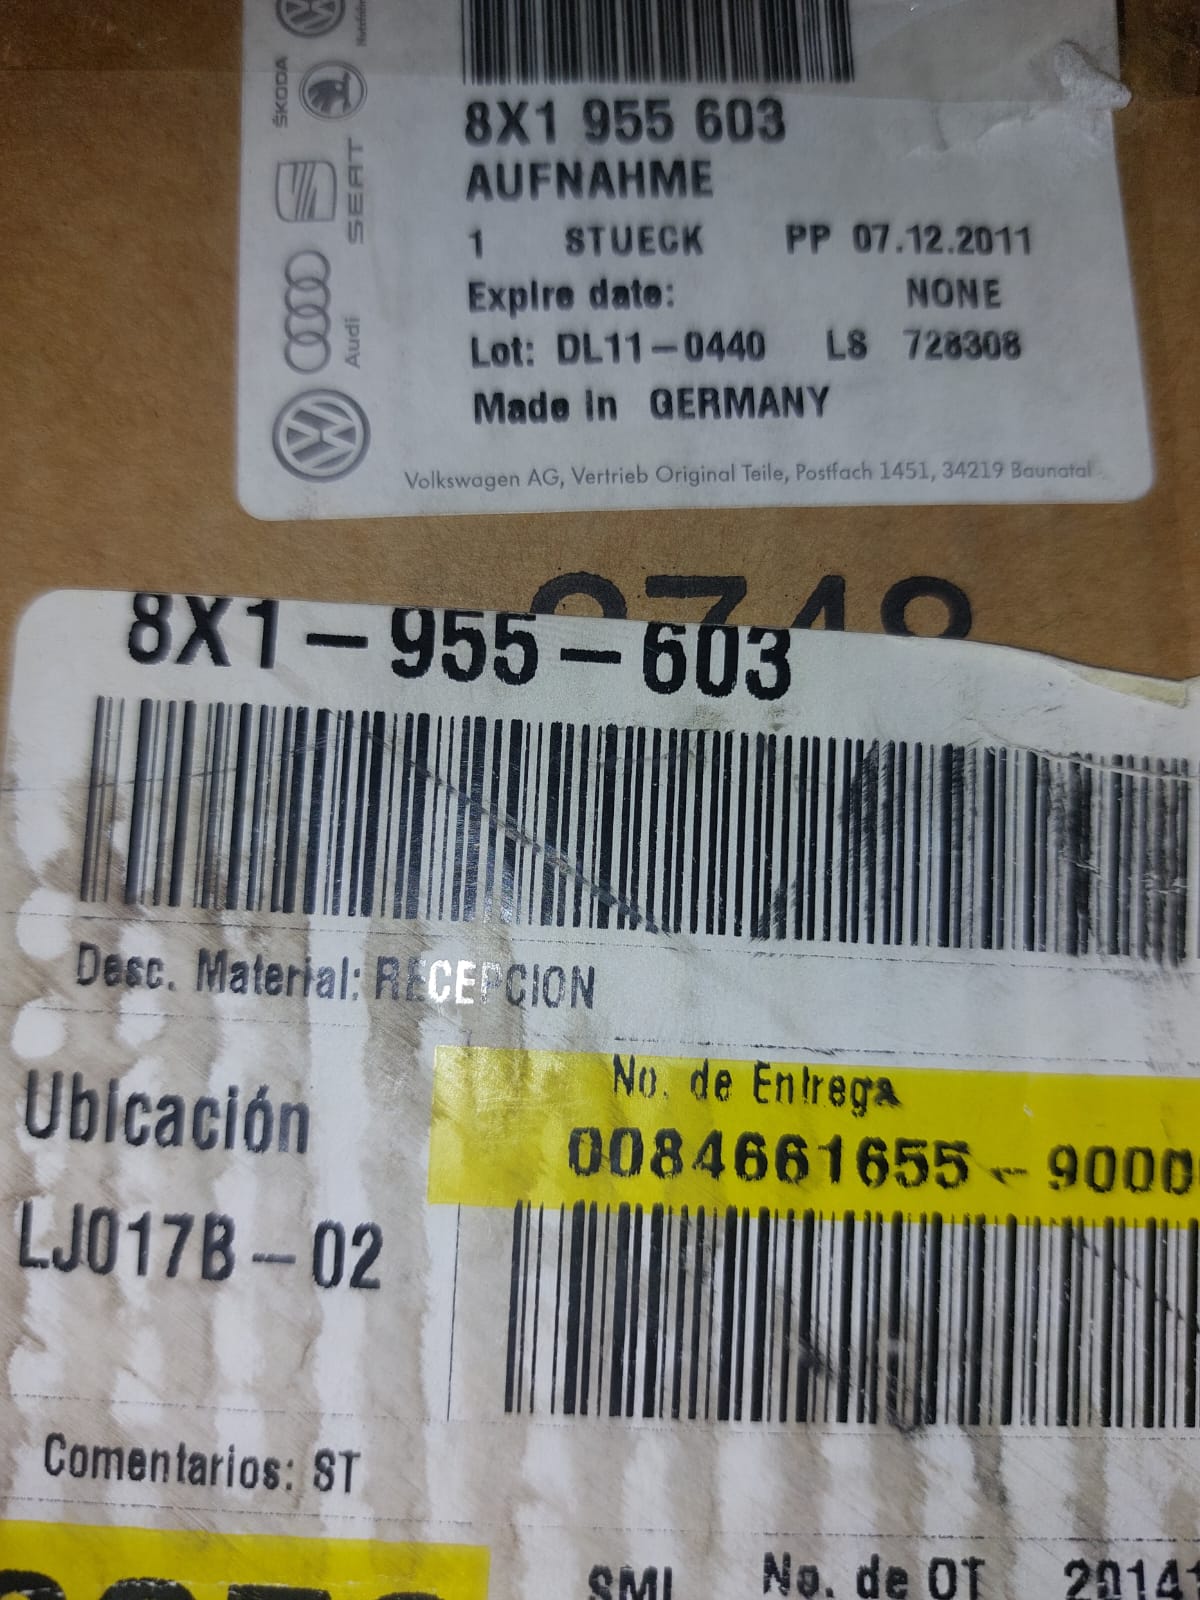 ŠKODA
SEAT
Audi
8X1 955 603
AUFNAHME
1 STUECK PP 07.12.2011
Expire date: NONE
Lot: DL11-0440 LS 728308
Made in GERMANY
Volkswagen AG, Vertrieb Original Teile, Postfach 1451, 34219 Baunatal
8X1-955-603
Desc. Material: RECEPCION
No. de Entrega
0084661655-9000
Ubicación
LJ017B-02
Comentarios: ST
No. de OT 20141